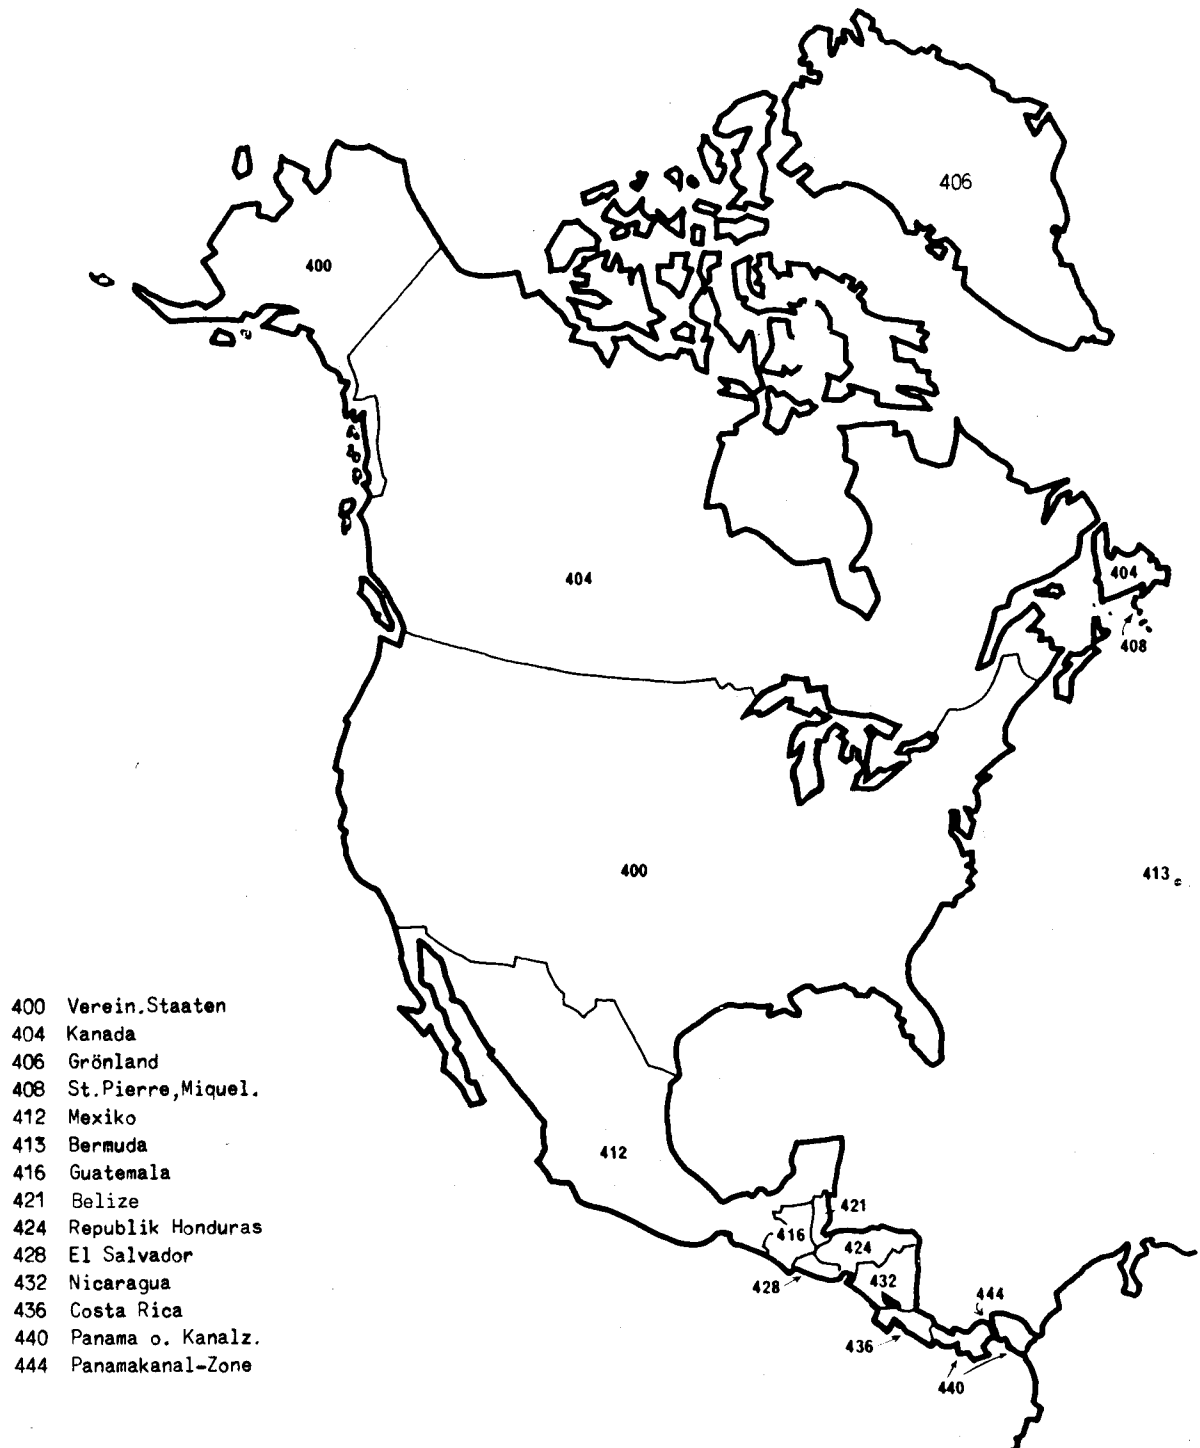 406
400
404
404
408
400
413
400 Verein.Staaten
404 Kanada
406 Grönland
408 St.Pierre,Miquel.
412 Mexiko
413 Bermuda
416 Guatemala
421 Belize
424 Republik Honduras
428 El Salvador
432 Nicaragua
436 Costa Rica
440 Panama o. Kanalz.
444 Panamakanal-Zone
412
421
416
424
432
428
444
436
440